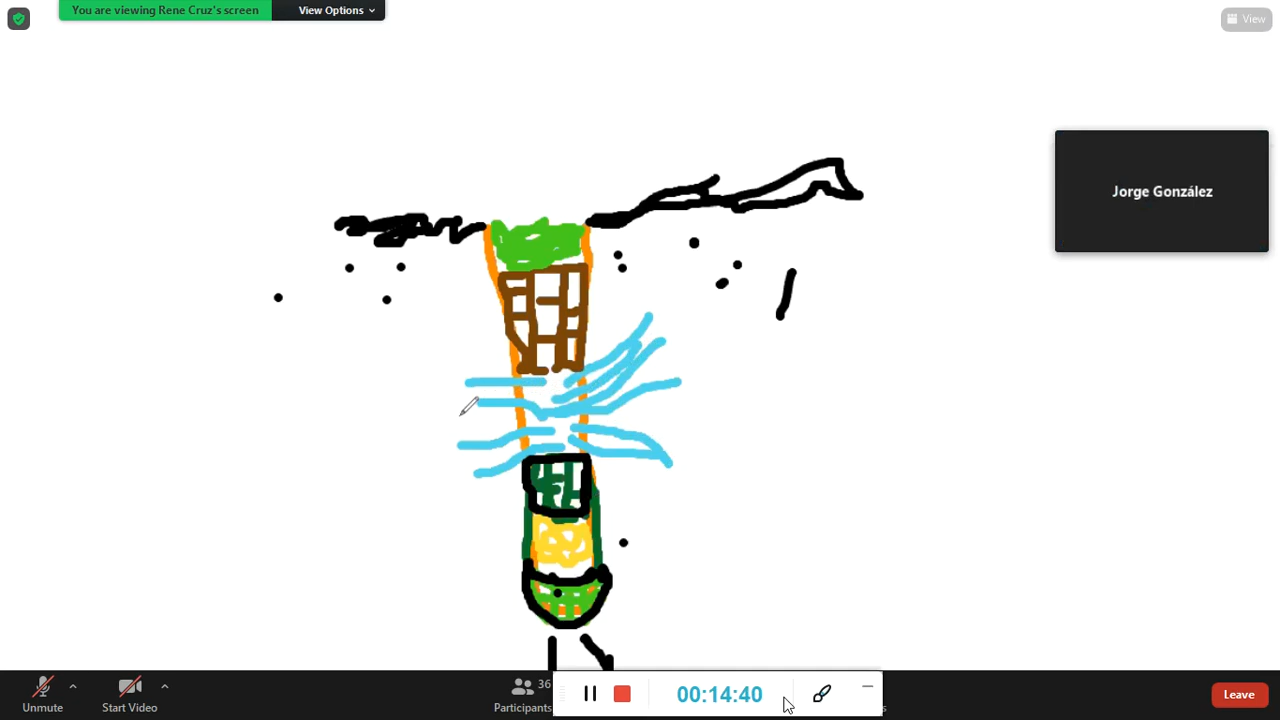 You are viewing Rene Cruz's screen
View Options
View
Jorge González
Unmute
Start Video
36
Participants
00:14:40
Leave